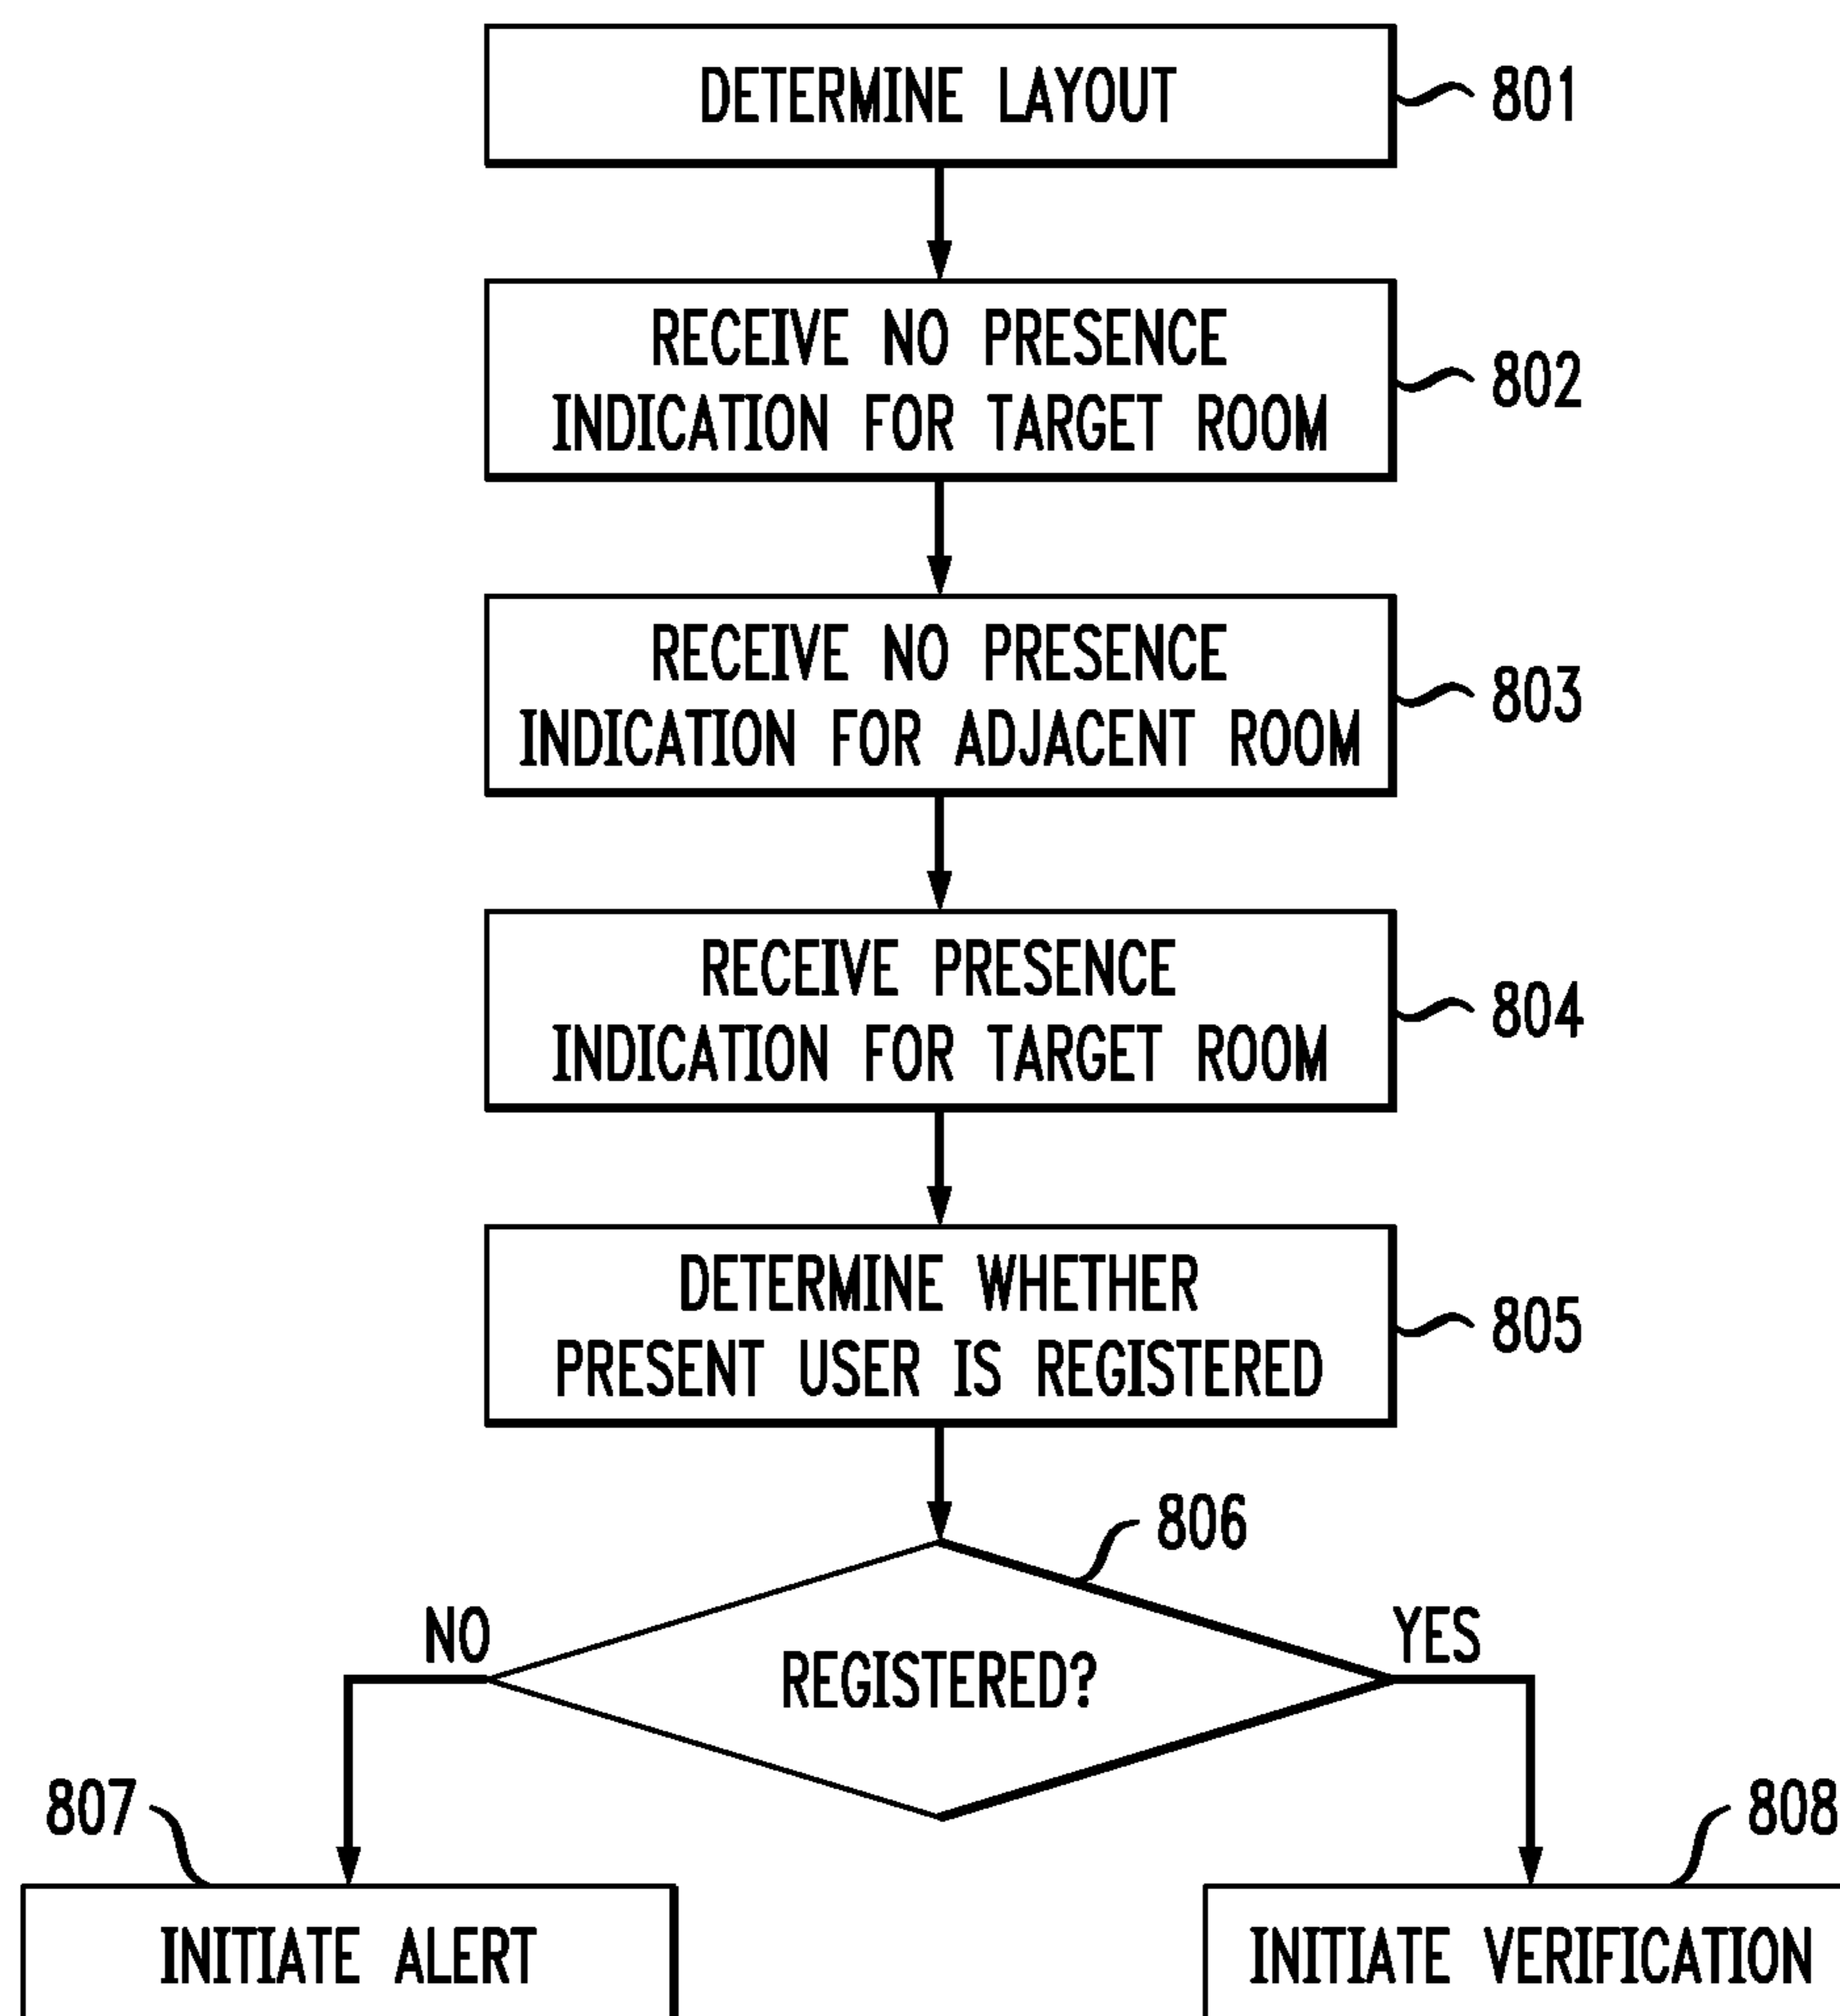 DETERMINE LAYOUT
801
RECEIVE NO PRESENCE
INDICATION FOR TARGET ROOM
802
RECEIVE NO PRESENCE
INDICATION FOR ADJACENT ROOM
803
RECEIVE PRESENCE
INDICATION FOR TARGET ROOM
804
DETERMINE WHETHER
PRESENT USER IS REGISTERED
805
806
NO
REGISTERED?
YES
807
808
INITIATE ALERT
INITIATE VERIFICATION